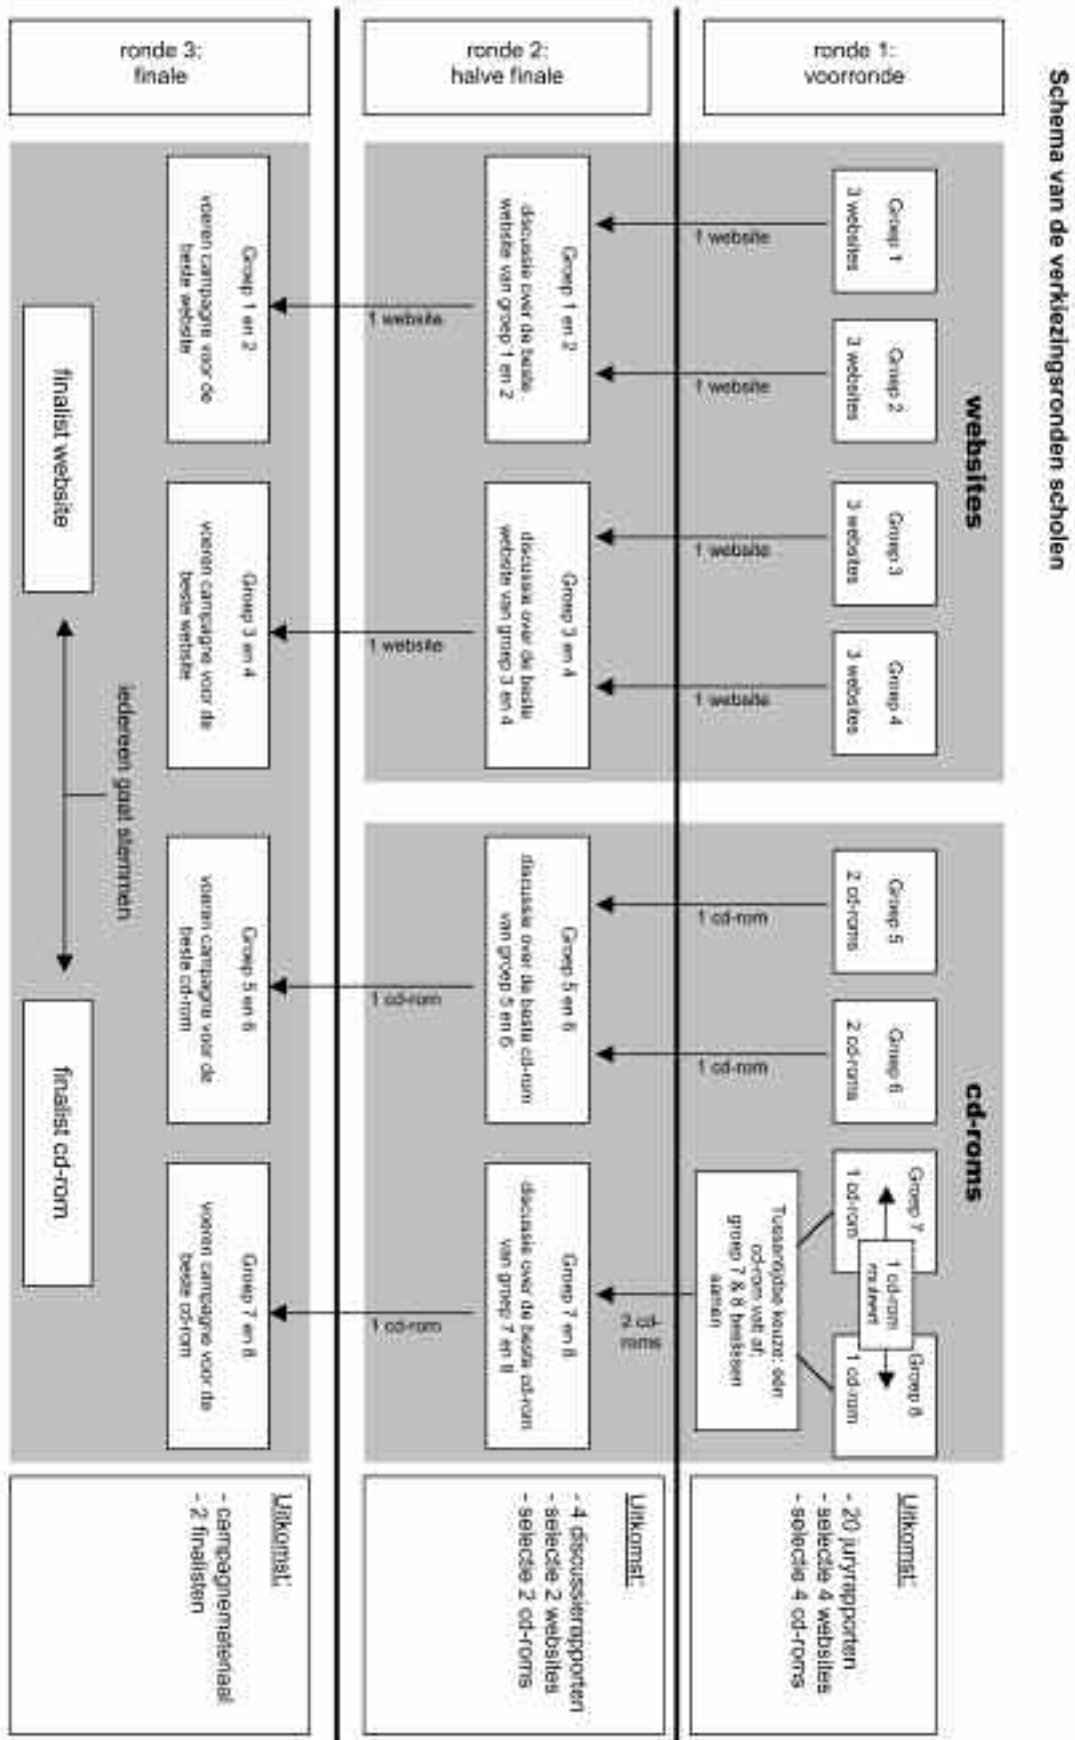 Schema van de verkiezingsronden scholen
ronde 1:
voorronde
websites
Groep 1
3 websites
Groep 2
3 websites
Groep 3
3 websites
Groep 4
3 websites
cd-roms
Groep 5
2 cd-roms
Groep 6
2 cd-roms
Groep 7
1 cd-rom
1 cd-rom
Groep 8
1 cd-rom
Tussentijdse keuze: één
cd-rom valt af;
groep 7 & 8 beslissen
samen
Uitkomst:
- 20 juryrapporten
- selectie 4 websites
- selectie 4 cd-roms
1 website
1 website
1 website
1 website
1 cd-rom
1 cd-rom
2 cd-
roms
ronde 2:
halve finale
Groep 1 en 2
discussie over de beste
website van groep 1 en 2
Groep 3 en 4
discussie over de beste
website van groep 3 en 4
Groep 5 en 6
discussie over de beste cd-rom
van groep 5 en 6
Groep 7 en 8
discussie over de beste cd-rom
van groep 7 en 8
Uitkomst:
- 4 discussierapporten
- selectie 2 websites
- selectie 2 cd-roms
1 website
1 website
1 cd-rom
1 cd-rom
ronde 3:
finale
Groep 1 en 2
voeren campagne voor de
beste website
Groep 3 en 4
voeren campagne voor de
beste website
Groep 5 en 6
voeren campagne voor de
beste cd-rom
Groep 7 en 8
voeren campagne voor de
beste cd-rom
iedereen gaat stemmen
finalist website
finalist cd-rom
Uitkomst:
- campagnemateriaal
- 2 finalisten